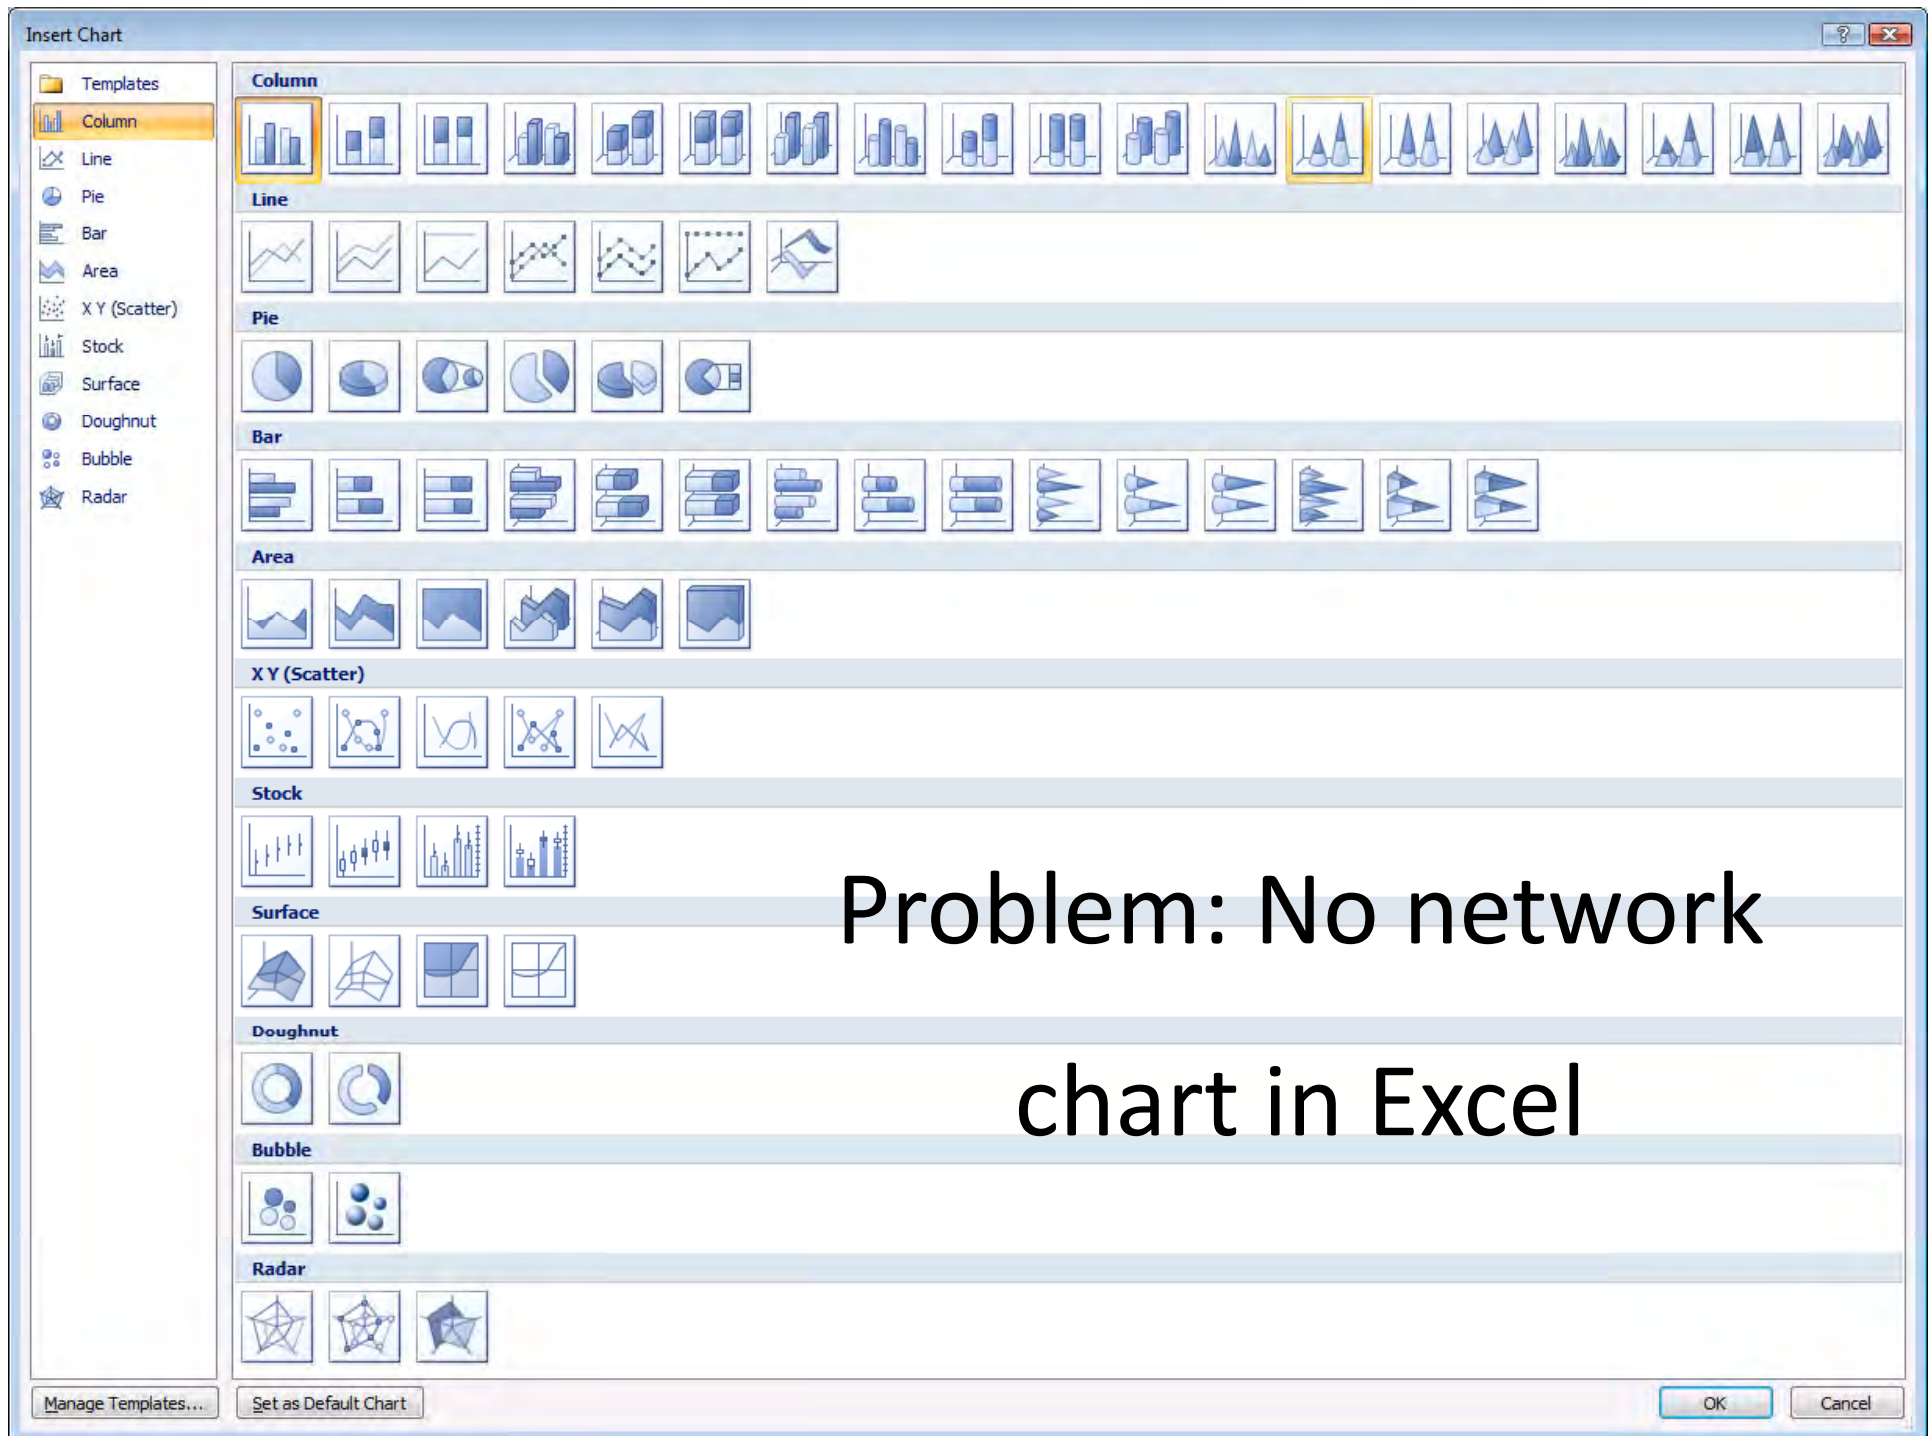 Insert Chart
Templates
Column
Line
Pie
Bar
Area
X Y (Scatter)
Stock
Surface
Doughnut
Bubble
Radar
Column
Line
Pie
Bar
Area
X Y (Scatter)
Stock
Surface
Doughnut
Bubble
Radar
Problem: No network
chart in Excel
Manage Templates...
Set as Default Chart
OK
Cancel